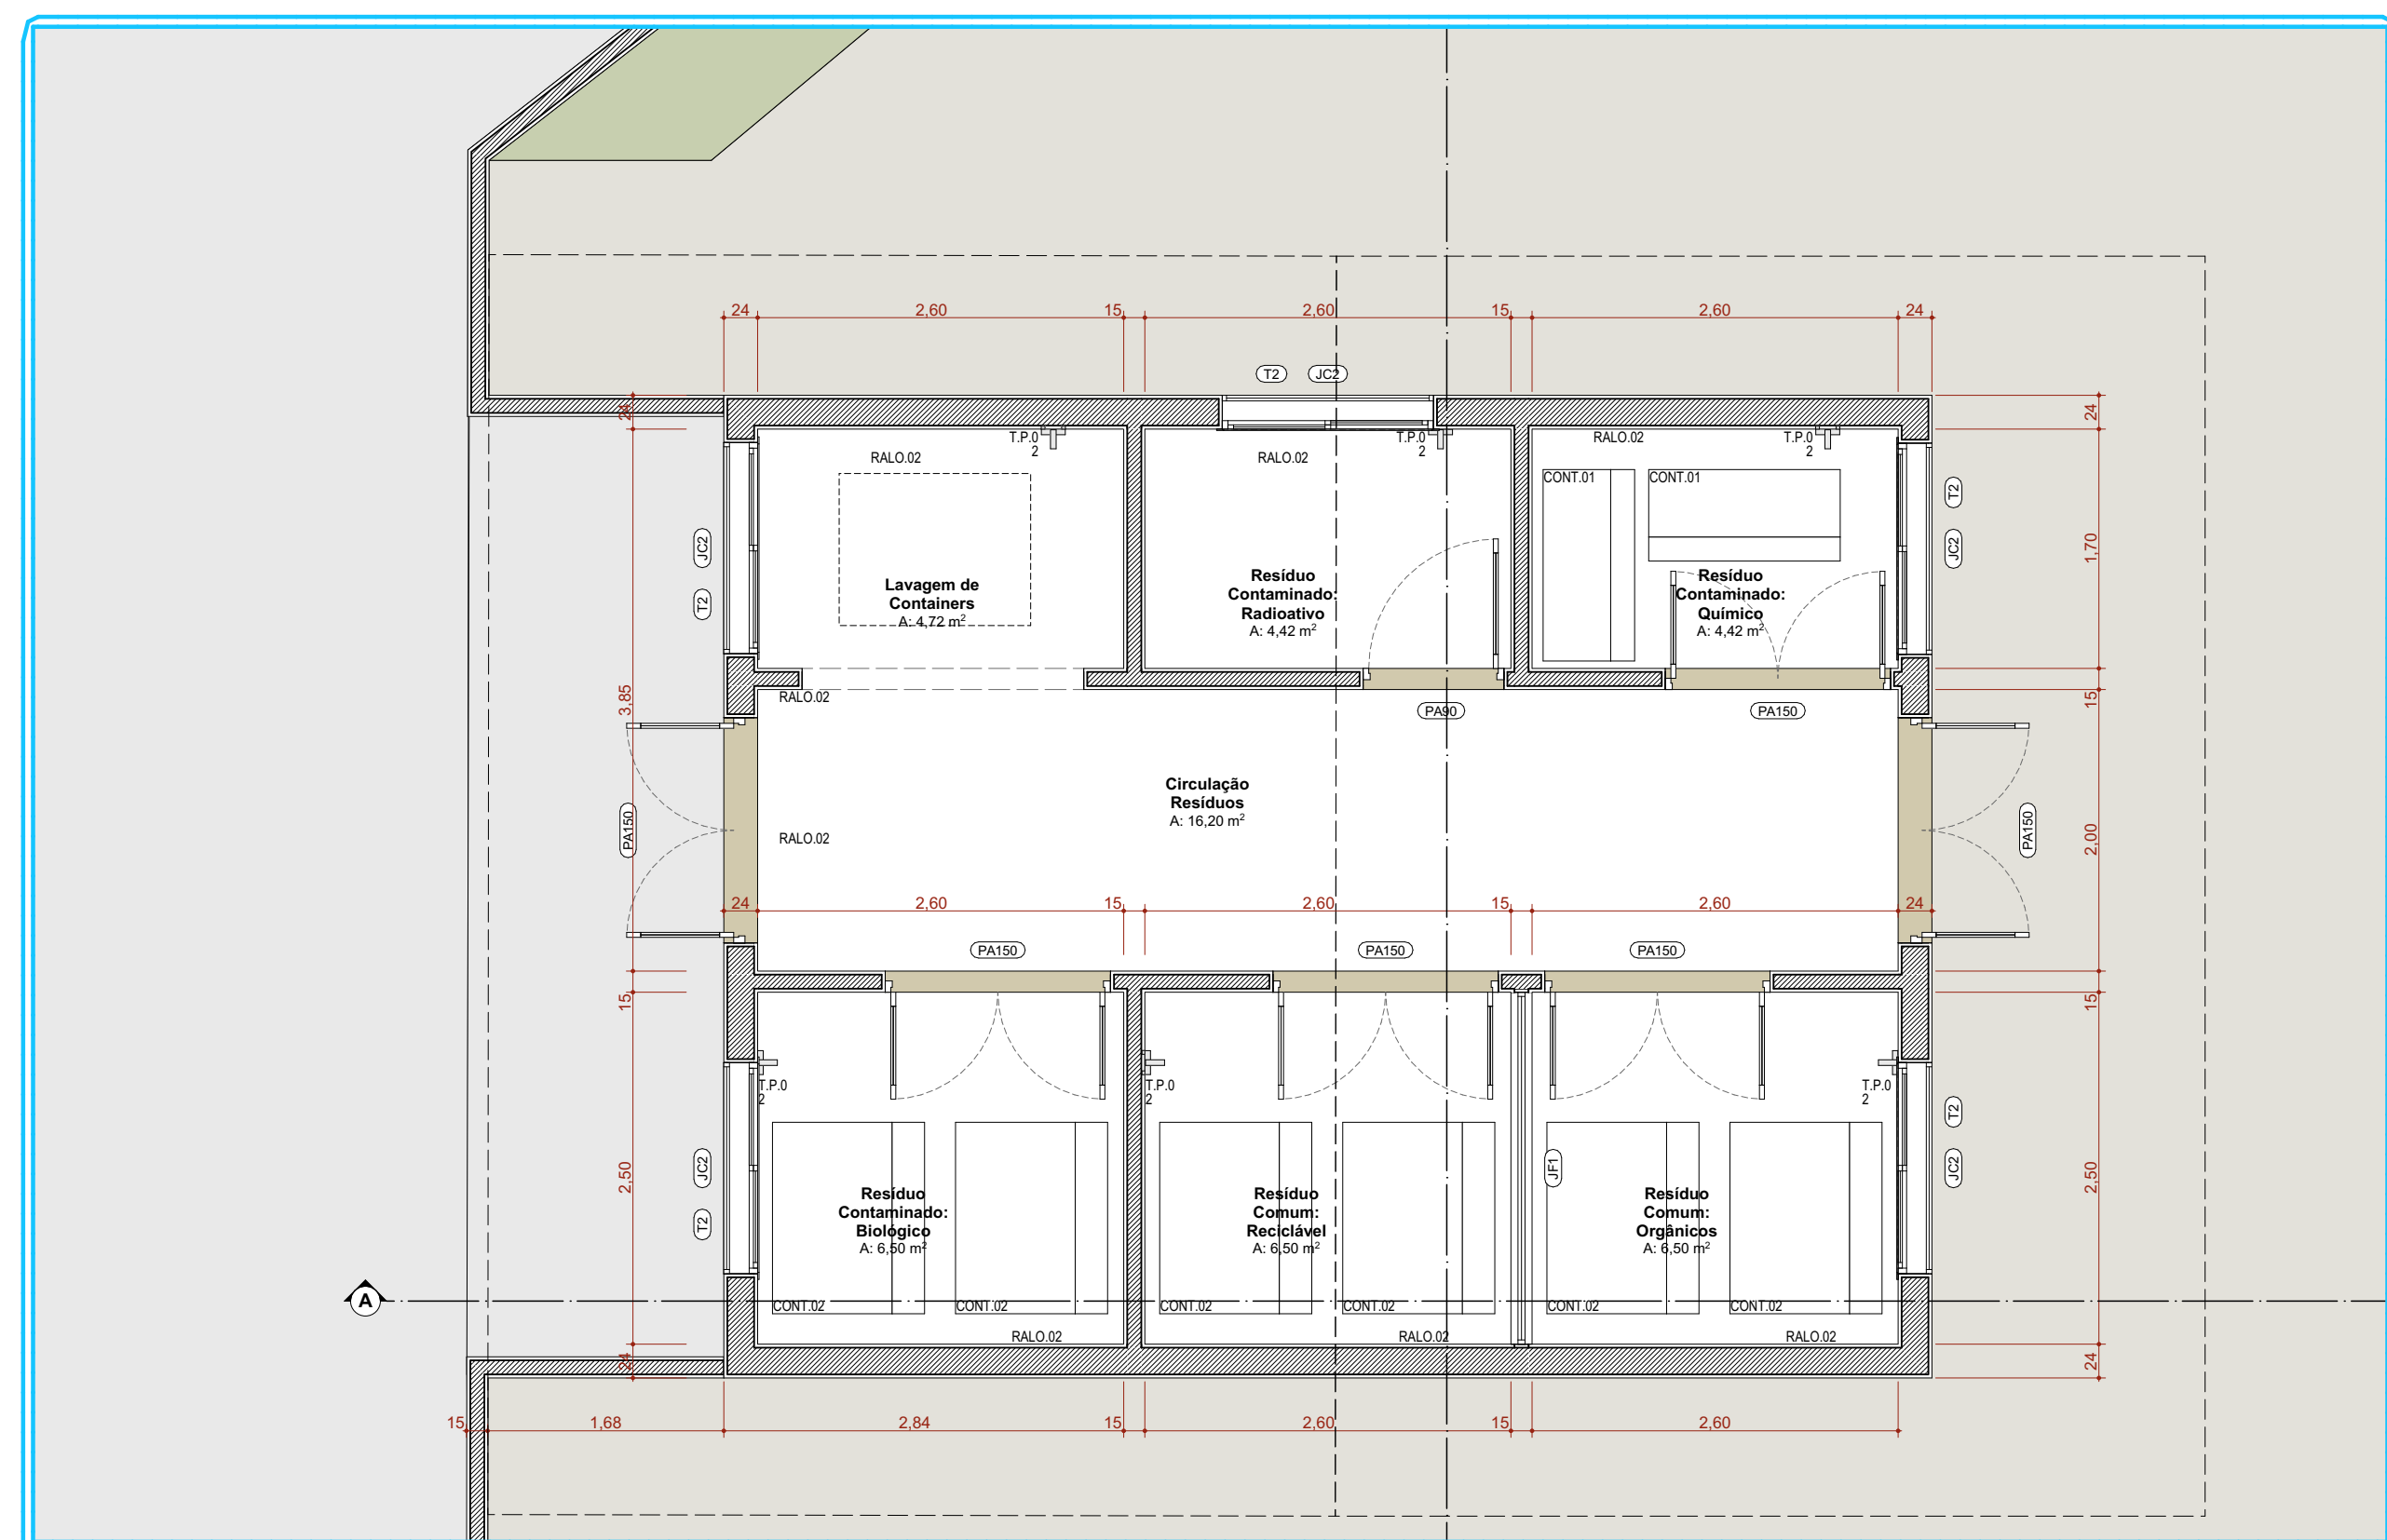 24 2,60 15 2,60 15 2,60 24
T2 JC2
24
24
T.P.0
2
T.P.0
2
RALO.02
T.P.0
2
RALO.02
RALO.02
CONT.01
CONT.01
T2
JC2
JC2
T2
1,70
Lavagem de
Containers
A: 4,72 m²
Resíduo
Contaminado:
Radioativo
A: 4,42 m²
Resíduo
Contaminado:
Químico
A: 4,42 m²
3,85
RALO.02
15
PA90
PA150
Circulação
Resíduos
A: 16,20 m²
PA150
RALO.02
PA150
2,00
24 2,60 15 2,60 15 2,60 24
PA150
PA150
PA150
15
15
T.P.0
2
T.P.0
2
T.P.0
2
T2
JC2
JC2
T2
JF1
2,50
2,50
Resíduo
Contaminado:
Biológico
A: 6,50 m²
Resíduo
Comum:
Reciclável
A: 6,50 m²
Resíduo
Comum:
Orgânicos
A: 6,50 m²
A
CONT.02 CONT.02 CONT.02 CONT.02 CONT.02 CONT.02
RALO.02 RALO.02 RALO.02
24
24
15 1,68 2,84 15 2,60 15 2,60